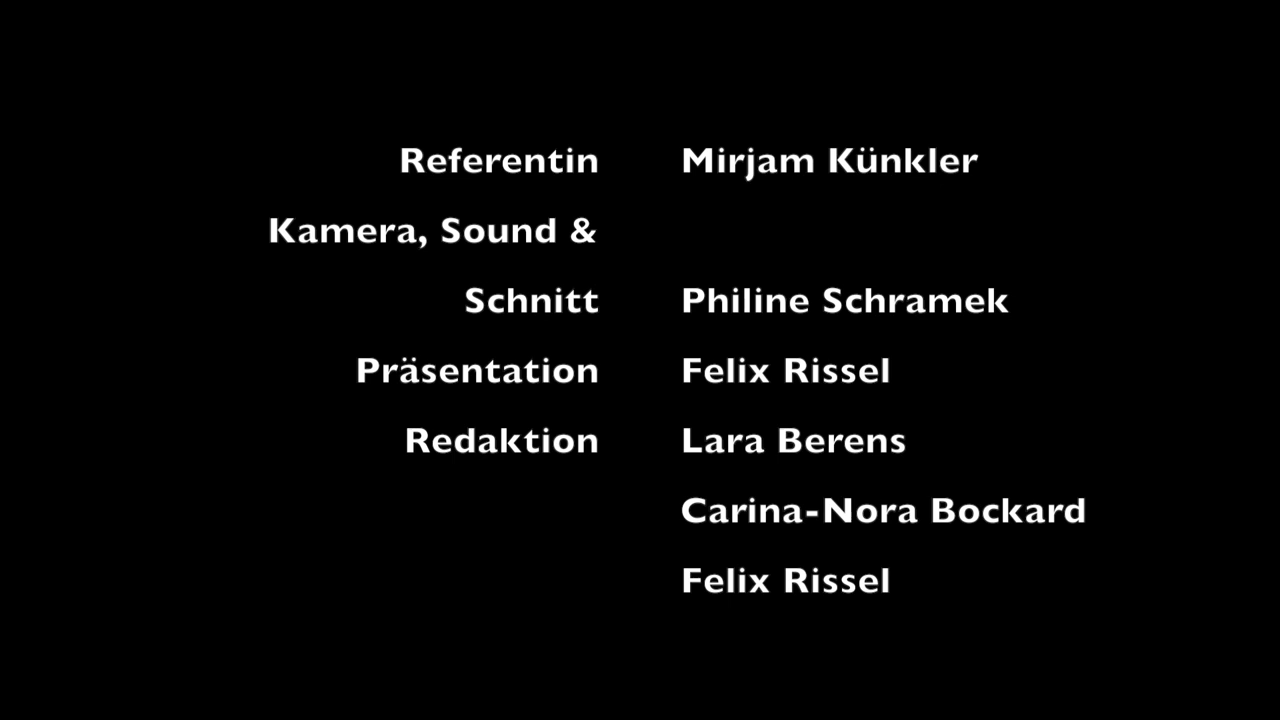 Referentin Mirjam Künkler
Kamera, Sound &
Schnitt Philine Schramek
Präsentation Felix Rissel
Redaktion Lara Berens
Carina-Nora Bockard
Felix Rissel